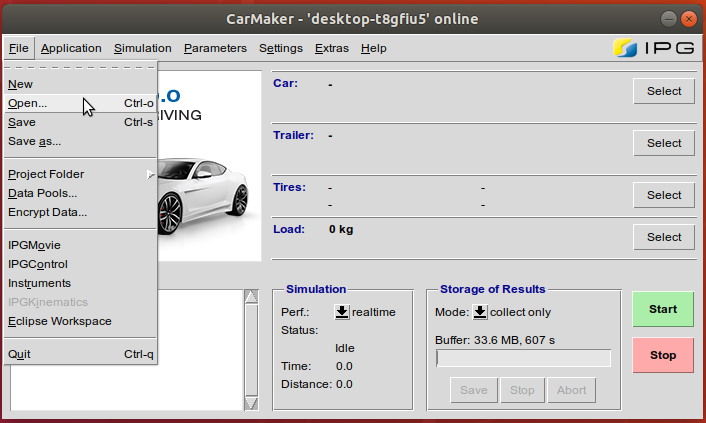 CarMaker - 'desktop-t8gfiu5' online
File Application Simulation Parameters Settings Extras Help
IPG
New
Open... Ctrl-o
Save Ctrl-s
Save as...
Project Folder
Data Pools...
Encrypt Data...
IPGMovie
IPGControl
Instruments
IPGKinematics
Eclipse Workspace
Quit Ctrl-q
.0
IVING
Car: -
Select
Trailer: -
Select
Tires: - -
- -
Select
Load: 0 kg
Select
Simulation
Perf.: realtime
Status:
Idle
Time: 0.0
Distance: 0.0
Storage of Results
Mode: collect only
Buffer: 33.6 MB, 607 s
Save Stop Abort
Start
Stop